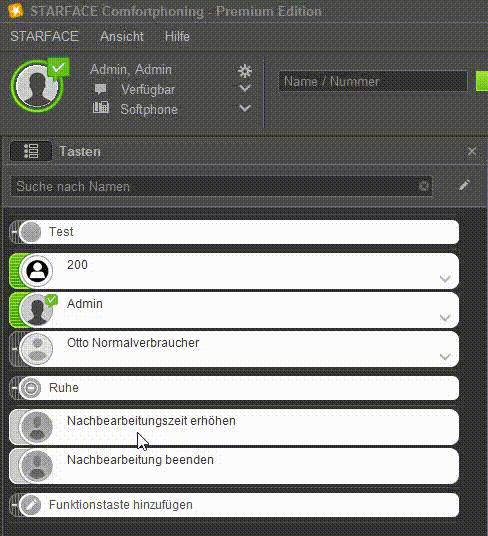 STARFACE Comfortphoning - Premium Edition
STARFACE Ansicht Hilfe
Admin, Admin
Verfügbar
Softphone
Name / Nummer
Tasten
Suche nach Namen
Test
200
Admin
Otto Normalverbraucher
Ruhe
Nachbearbeitungszeit erhöhen
Nachbearbeitung beenden
Funktionstaste hinzufügen